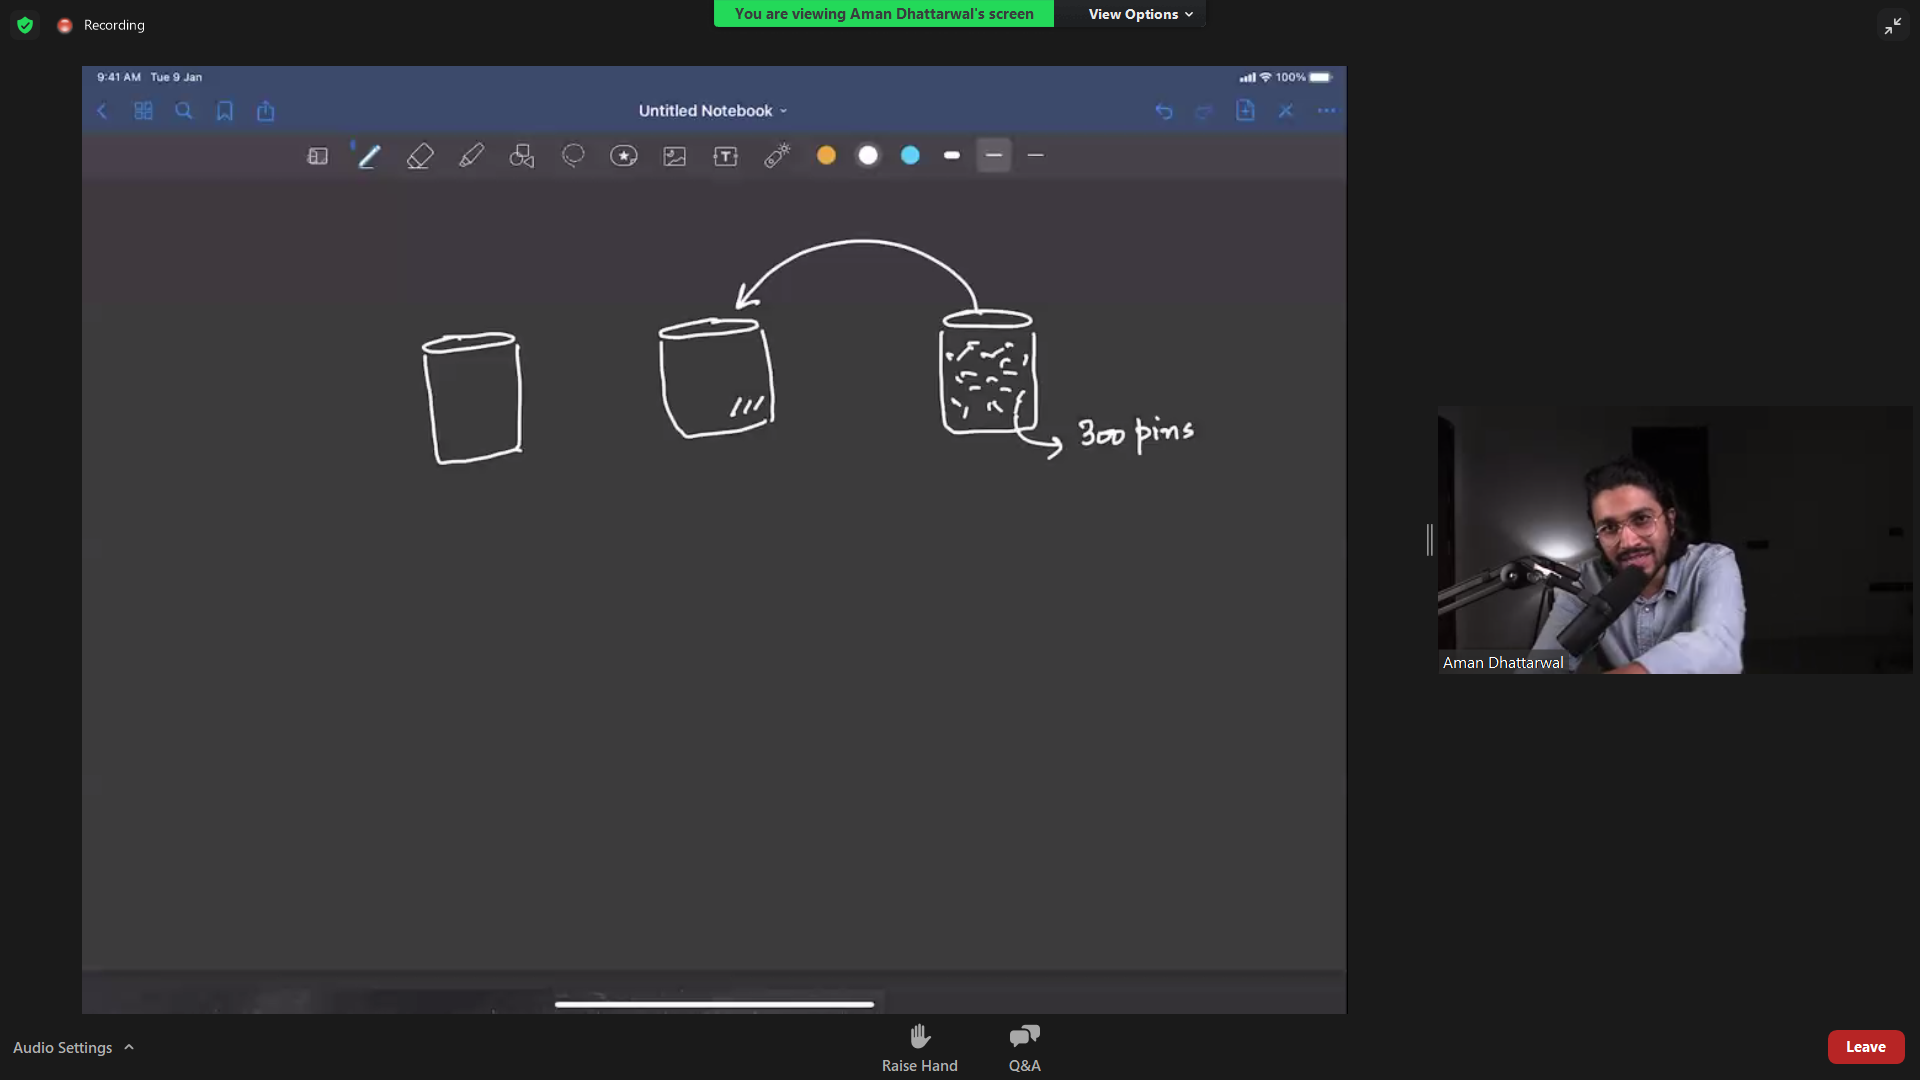 Recording
You are viewing Aman Dhattarwal's screen
View Options
9:41 AM Tue 9 Jan
100%
Untitled Notebook
T
300 pins
Aman Dhattarwal
Audio Settings
Raise Hand
Q&A
Leave